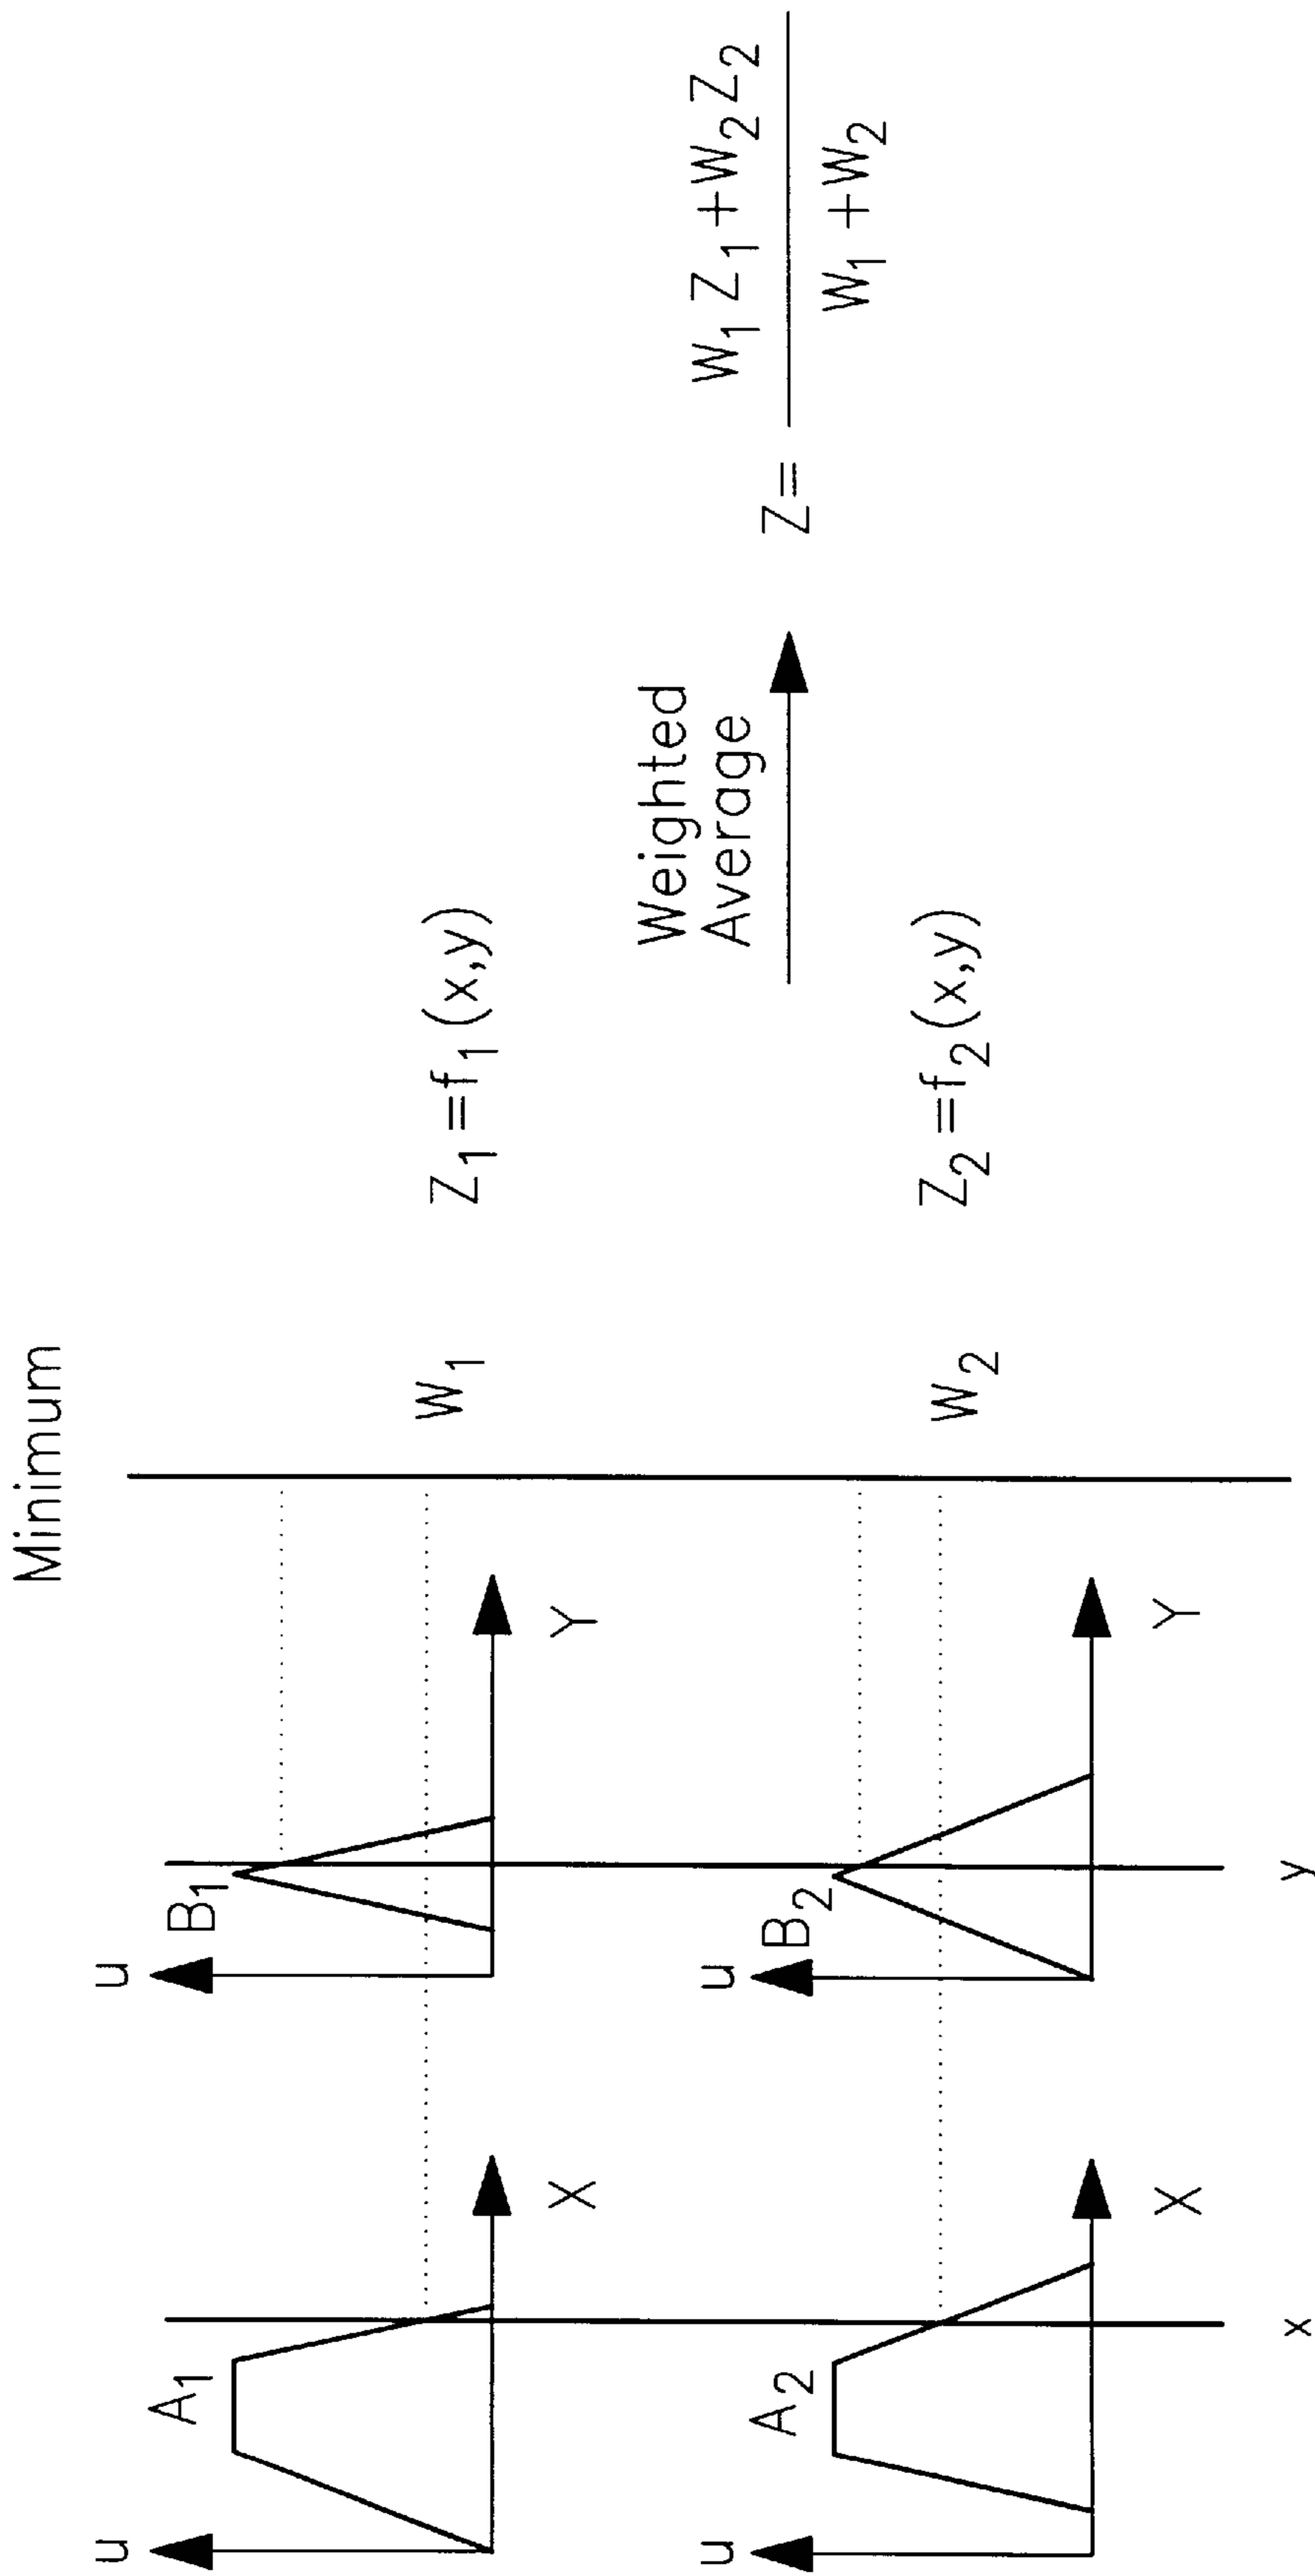 Minimum
u
A₁
X
u
B₁
Y
W₁
Z₁ = f₁ (x,y)
Weighted
Average
Z = W₁ Z₁ + W₂ Z₂
W₁ + W₂
u
A₂
X
u
B₂
Y
W₂
Z₂ = f₂ (x,y)
x
y